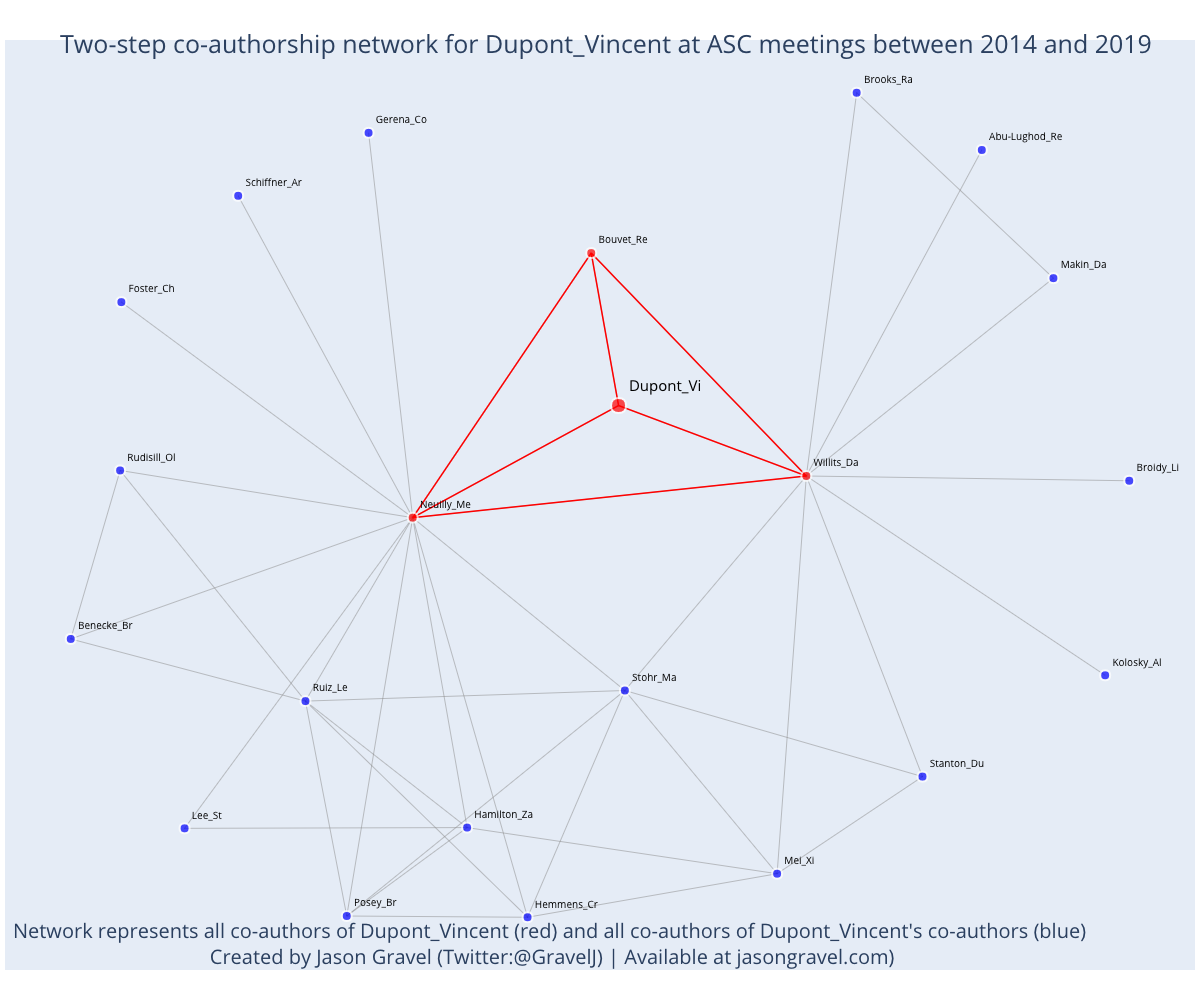 Two-step co-authorship network for Dupont_Vincent at ASC meetings between 2014 and 2019
Brooks_Ra
Gerena_Co
Abu-Lughod_Re
Schiffner_Ar
Bouvet_Re
Makin_Da
Foster_Ch
Dupont_Vi
Rudisill_Ol
Willits_Da
Broidy_Li
Neuilly_Me
Benecke_Br
Kolosky_Al
Stohr_Ma
Ruiz_Le
Stanton_Du
Lee_St
Hamilton_Za
Mei_Xi
Posey_Br
Hemmens_Cr
Network represents all co-authors of Dupont_Vincent (red) and all co-authors of Dupont_Vincent's co-authors (blue)
Created by Jason Gravel (Twitter:@GravelJ) | Available at jasongravel.com)